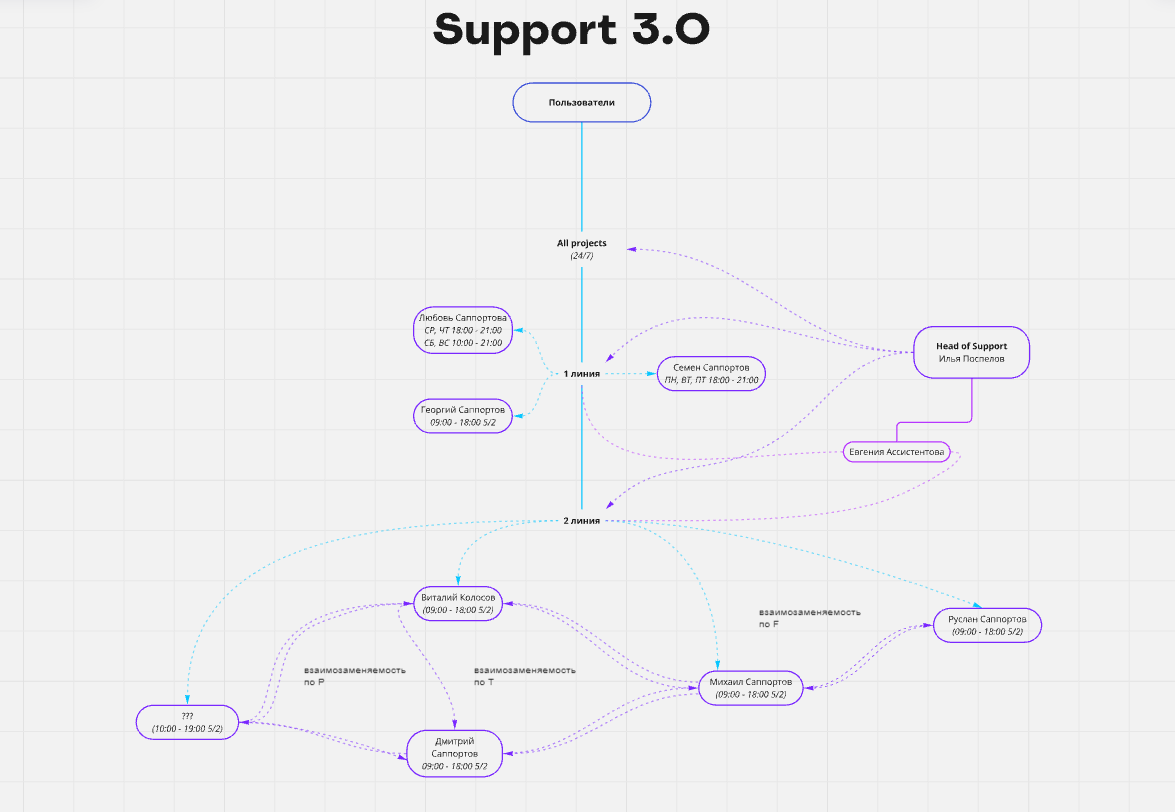 Support 3.0
Пользователи
All projects
(24/7)
Любовь Саппортова
СР, ЧТ 18:00 - 21:00
СБ, ВС 10:00 - 21:00
1 линия
Семен Саппортов
ПН, ВТ, ПТ 18:00 - 21:00
Георгий Саппортов
09:00 - 18:00 5/2
Head of Support
Илья Поспелов
Евгения Ассистентова
2 линия
Виталий Колосов
(09:00 - 18:00 5/2)
взаимозаменяемость
по F
Руслан Саппортов
(09:00 - 18:00 5/2)
взаимозаменяемость
по P
взаимозаменяемость
по T
Михаил Саппортов
(09:00 - 18:00 5/2)
???
(10:00 - 19:00 5/2)
Дмитрий
Саппортов
09:00 - 18:00 5/2